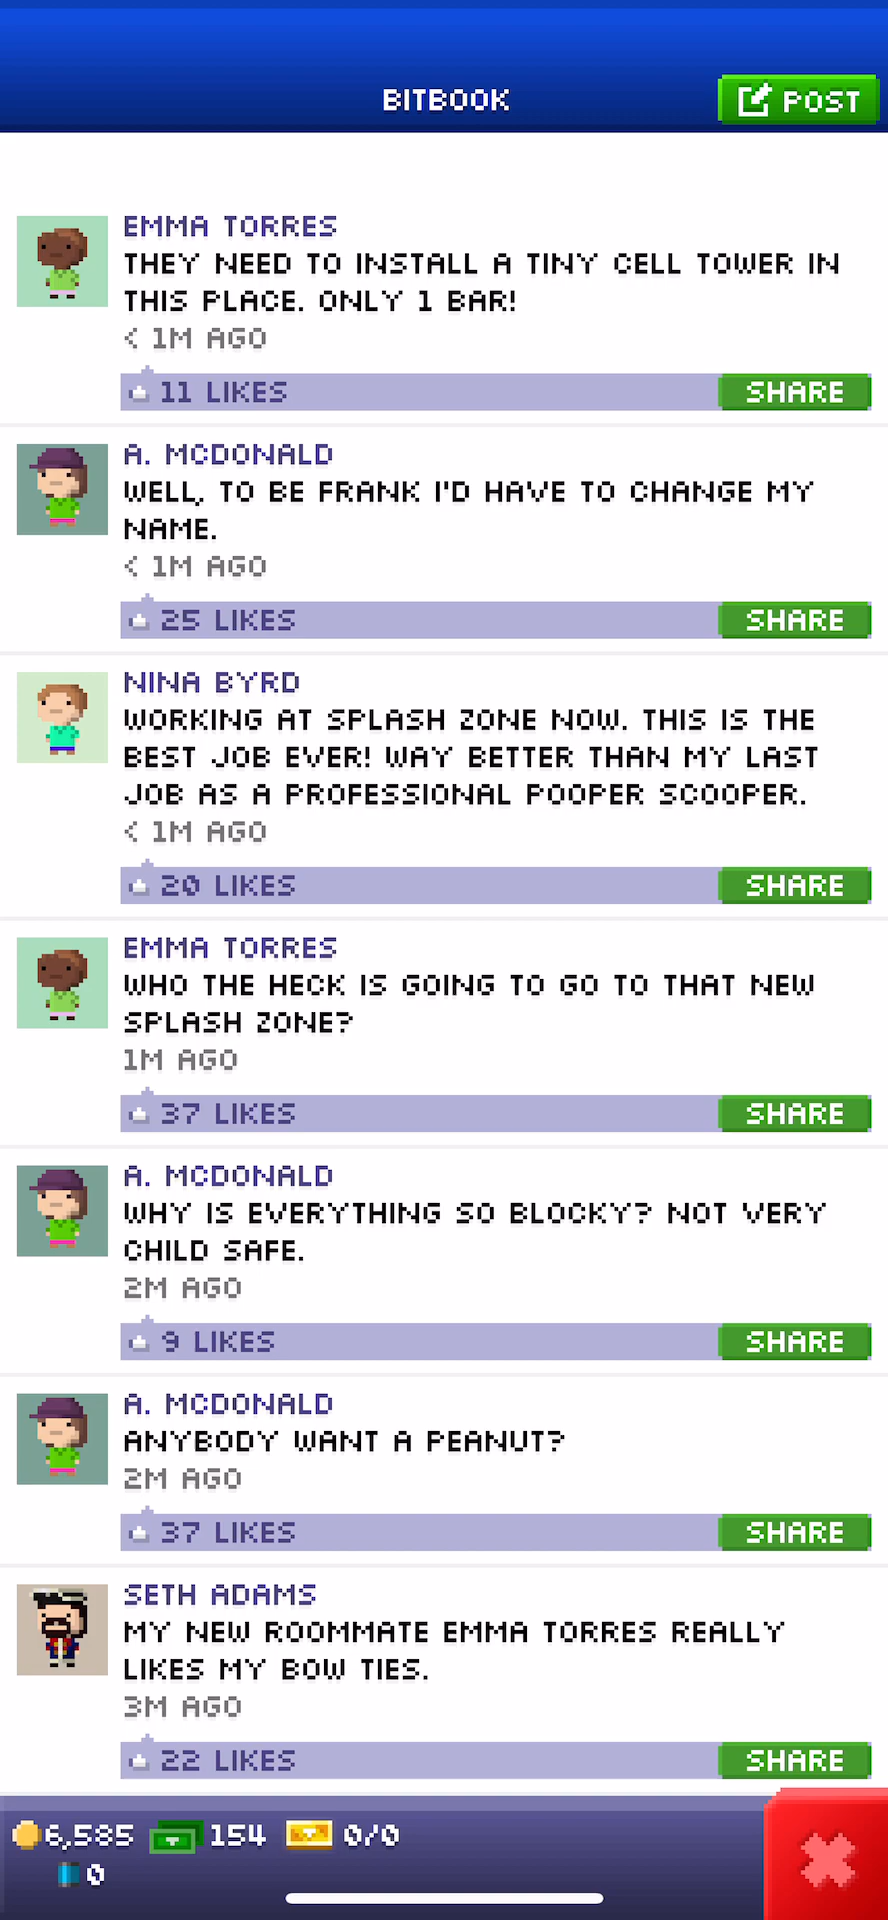 BITBOOK
POST
EMMA TORRES
THEY NEED TO INSTALL A TINY CELL TOWER IN
THIS PLACE. ONLY 1 BAR!
< 1M AGO
11 LIKES
SHARE
A. MCDONALD
WELL, TO BE FRANK I'D HAVE TO CHANGE MY
NAME.
< 1M AGO
25 LIKES
SHARE
NINA BYRD
WORKING AT SPLASH ZONE NOW. THIS IS THE
BEST JOB EVER! WAY BETTER THAN MY LAST
JOB AS A PROFESSIONAL POOPER SCOOPER.
< 1M AGO
20 LIKES
SHARE
EMMA TORRES
WHO THE HECK IS GOING TO GO TO THAT NEW
SPLASH ZONE?
1M AGO
37 LIKES
SHARE
A. MCDONALD
WHY IS EVERYTHING SO BLOCKY? NOT VERY
CHILD SAFE.
2M AGO
9 LIKES
SHARE
A. MCDONALD
ANYBODY WANT A PEANUT?
2M AGO
37 LIKES
SHARE
SETH ADAMS
MY NEW ROOMMATE EMMA TORRES REALLY
LIKES MY BOW TIES.
3M AGO
22 LIKES
SHARE
6,585 154 0/0
0